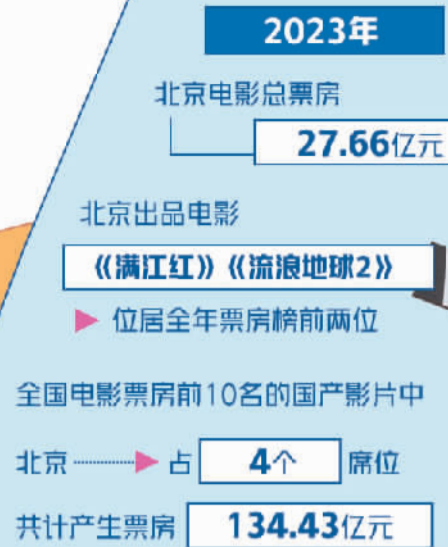 2023年
北京电影总票房
27.66亿元
北京出品电影
《满江红》《流浪地球2》
位居全年票房榜前两位
全国电影票房前10名的国产影片中
北京 占 4个 席位
共计产生票房 134.43亿元